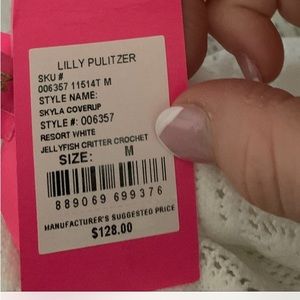 LILLY PULITZER
SKU #
006357 11514T M
STYLE NAME:
SKYLA COVERUP
STYLE #: 006357
RESORT WHITE
JELLYFISH CRITTER CROCHET
SIZE: M
889069 699376
MANUFACTURER'S SUGGESTED PRICE
$128.00